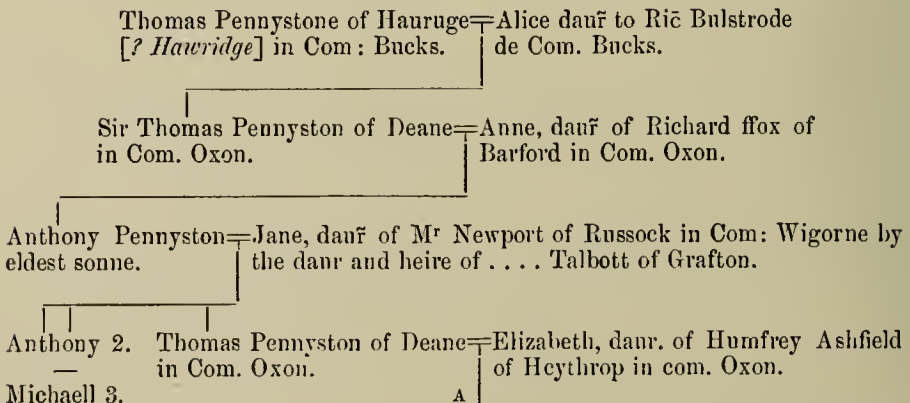 Thomas Pennystone of Hauruge=Alice daur̃ to Ric̄ Bulstrode
[? Hawridge] in Com: Bucks. de Com. Bucks.
Sir Thomas Pennyston of Deane=Anne, daur̃ of Richard ffox of
in Com. Oxon. Barford in Com. Oxon.
Anthony Pennyston=Jane, daur̃ of Mʳ Newport of Russock in Com: Wigorne by
eldest sonne. the daur and heire of .... Talbott of Grafton.
Anthony 2. Thomas Pennyston of Deane=Elizabeth, daur. of Humfrey Ashfield
— in Com. Oxon. of Heythrop in com. Oxon.
Michaell 3. A